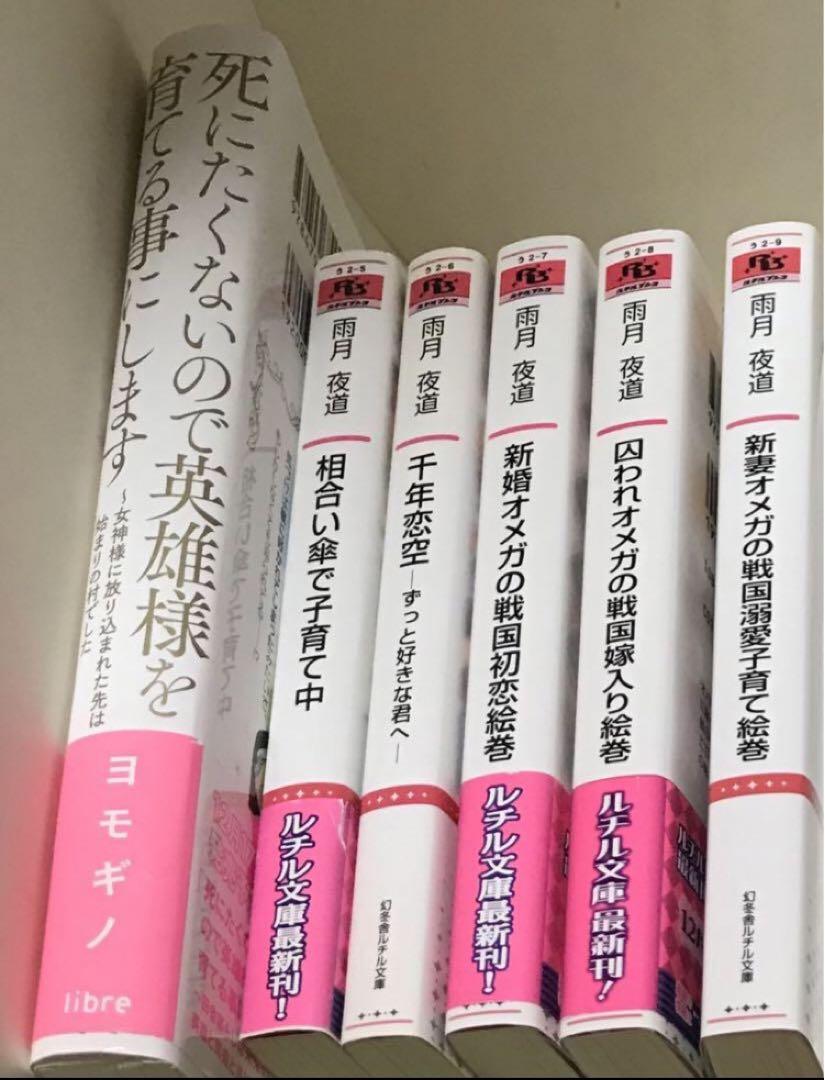 死にたくないので英雄様を
育てる事にします
~女神様に放り込まれた先は
始まりの村でした
ヨモギノ
libre
う2-5
雨月 夜道
相合い傘で子育て中
ルチル文庫最新刊!
う2-6
雨月 夜道
千年恋空―ずっと好きな君へ―
幻冬舎ルチル文庫
う2-7
雨月 夜道
新婚オメガの戦国初恋絵巻
ルチル文庫最新刊!
う2-8
雨月 夜道
囚われオメガの戦国嫁入り絵巻
ルチル文庫最新刊!
う2-9
雨月 夜道
新妻オメガの戦国溺愛子育て絵巻
幻冬舎ルチル文庫